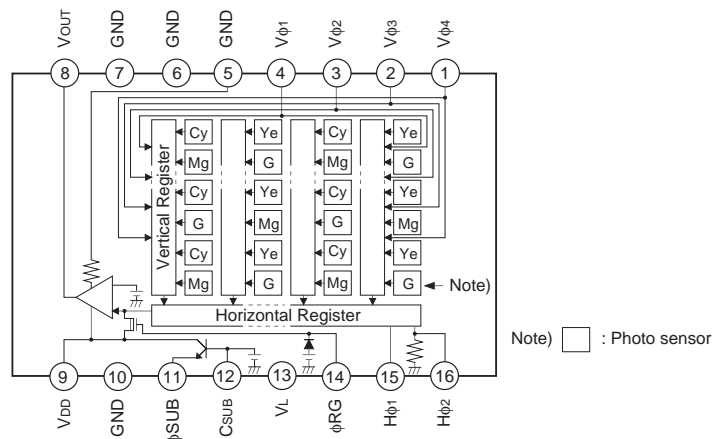 VOUT GND GND GND Vφ1 Vφ2 Vφ3 Vφ4
8 7 6 5 4 3 2 1
Vertical Register
Cy Ye Cy Ye
Mg G Mg G
Cy Ye Cy Ye
G Mg G Mg
Cy Ye Cy Ye
Mg G Mg G
Note)
Horizontal Register
Note) : Photo sensor
9 10 11 12 13 14 15 16
VDD GND φSUB CSUB VL φRG Hφ1 Hφ2